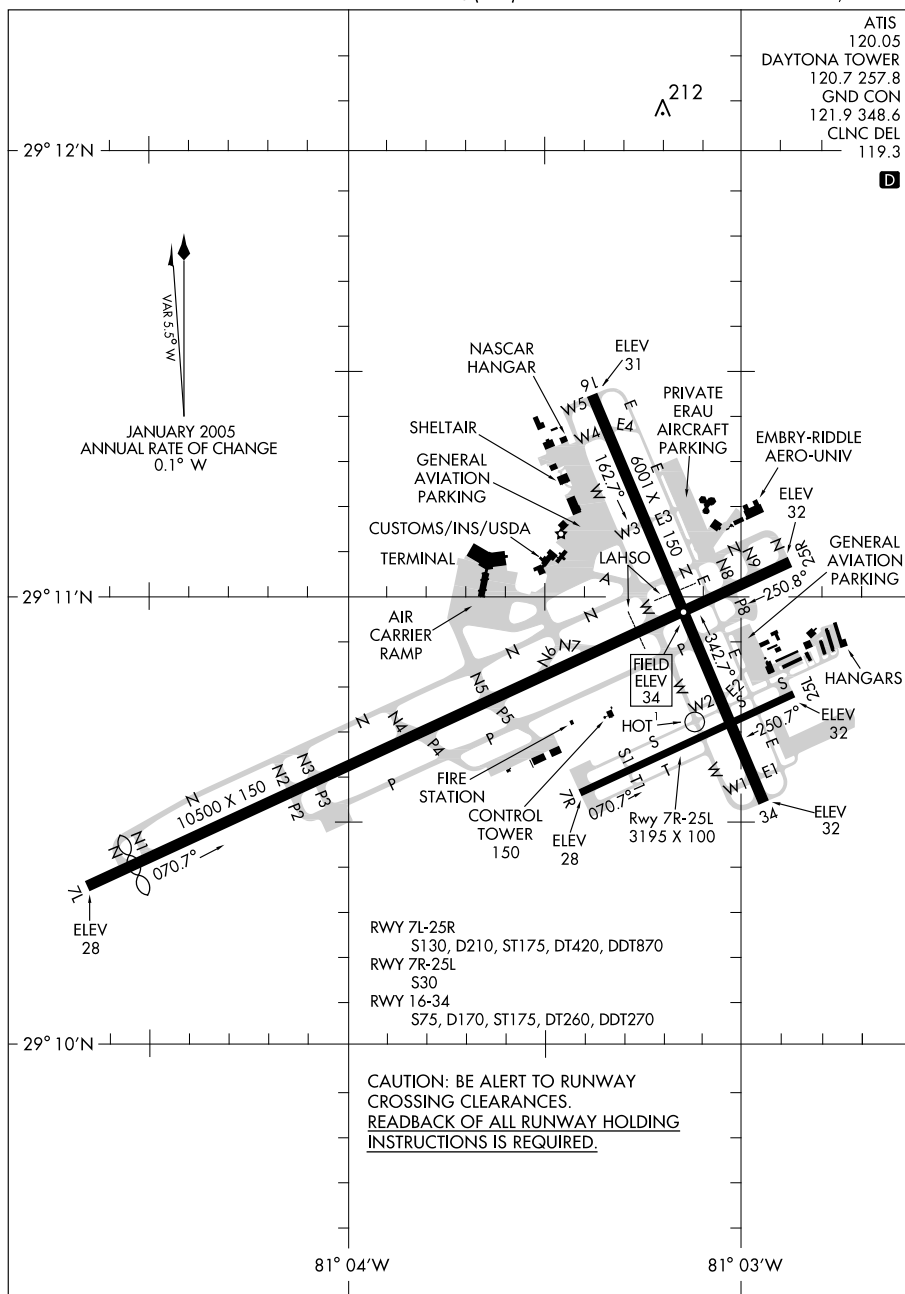 ATIS
120.05
DAYTONA TOWER
120.7 257.8
GND CON
121.9 348.6
CLNC DEL
119.3
D
212
29° 12'N
VAR 5.5° W
JANUARY 2005
ANNUAL RATE OF CHANGE
0.1° W
NASCAR
HANGAR
ELEV
31
16
SHELTAIR
PRIVATE
ERAU
AIRCRAFT
PARKING
W5
E
W4
E4
GENERAL
AVIATION
PARKING
EMBRY-RIDDLE
AERO-UNIV
162.7°
6001 X 150
E
W
E3
W3
ELEV
32
CUSTOMS/INS/USDA
TERMINAL
LAHSO
N
E
N8
N
N9
N
25R
GENERAL
AVIATION
PARKING
29° 11'N
A
W
P8
250.8°
AIR
CARRIER
RAMP
N
N
N6
N7
FIELD
ELEV
34
P
342.7°
E
HANGARS
N5
P5
W
W2
E2
S
S
25L
HOT 1
ELEV
32
N
N4
P4
P
S
250.7°
E
FIRE
STATION
S1
T1
T
W
W1
E1
N2
N3
P2
P3
P
N
10500 X 150
CONTROL
TOWER
150
7R
070.7°
34
ELEV
28
Rwy 7R-25L
3195 X 100
ELEV
32
N
N1
070.7°
7L
ELEV
28
RWY 7L-25R
S130, D210, ST175, DT420, DDT870
RWY 7R-25L
S30
RWY 16-34
S75, D170, ST175, DT260, DDT270
29° 10'N
CAUTION: BE ALERT TO RUNWAY
CROSSING CLEARANCES.
READBACK OF ALL RUNWAY HOLDING
INSTRUCTIONS IS REQUIRED.
81° 04'W
81° 03'W